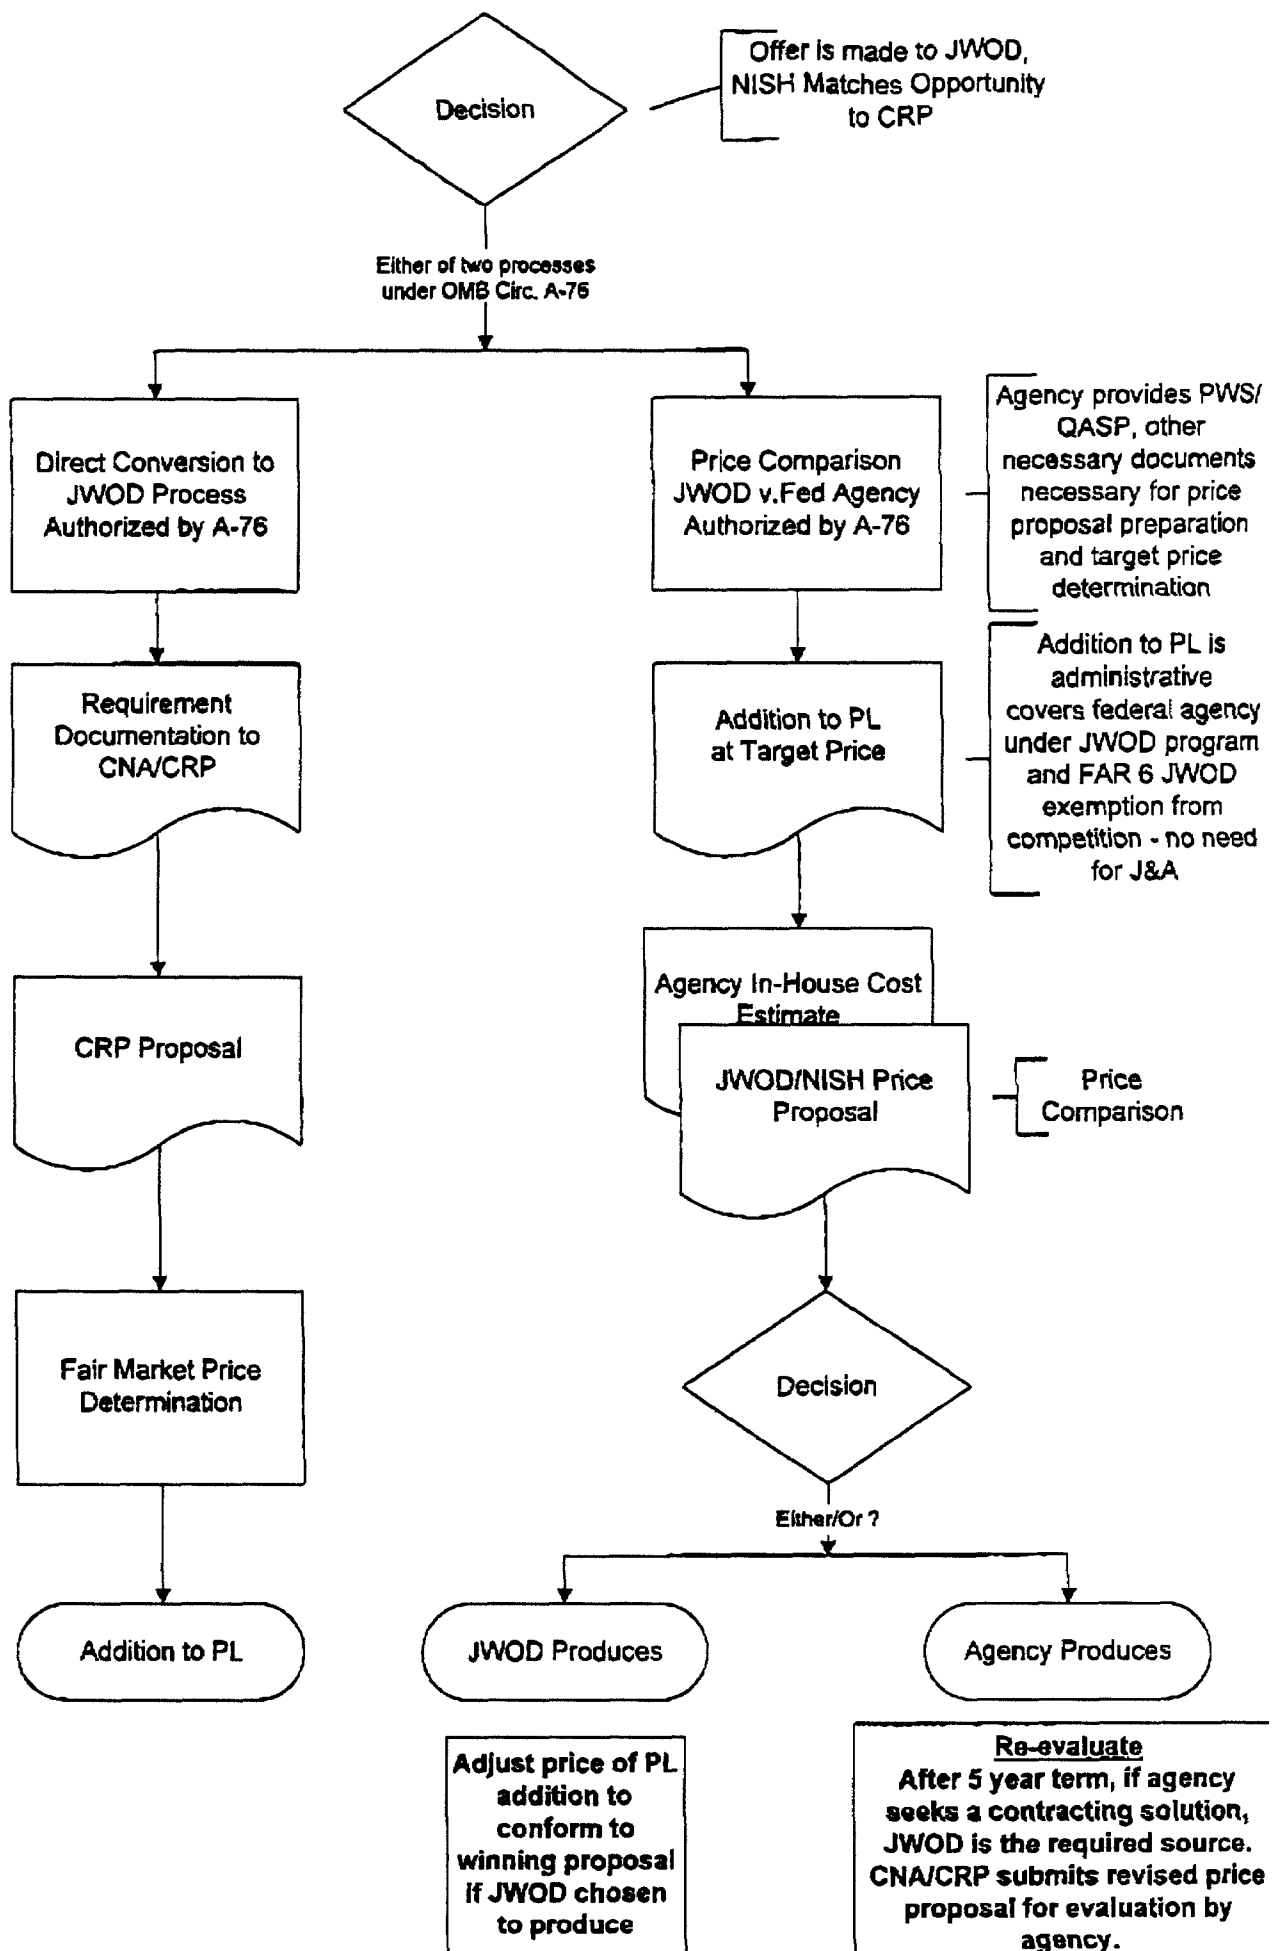 Decision
Offer is made to JWOD,
NISH Matches Opportunity
to CRP
Either of two processes
under OMB Circ. A-76
Direct Conversion to
JWOD Process
Authorized by A-76
Price Comparison
JWOD v.Fed Agency
Authorized by A-76
Agency provides PWS/
QASP, other
necessary documents
necessary for price
proposal preparation
and target price
determination
Requirement
Documentation to
CNA/CRP
Addition to PL
at Target Price
Addition to PL is
administrative
covers federal agency
under JWOD program
and FAR 6 JWOD
exemption from
competition - no need
for J&A
CRP Proposal
Agency In-House Cost
Estimate
JWOD/NISH Price
Proposal
Price
Comparison
Fair Market Price
Determination
Decision
Either/Or ?
Addition to PL
JWOD Produces
Agency Produces
Adjust price of PL
addition to
conform to
winning proposal
if JWOD chosen
to produce
Re-evaluate
After 5 year term, if agency
seeks a contracting solution,
JWOD is the required source.
CNA/CRP submits revised price
proposal for evaluation by
agency.